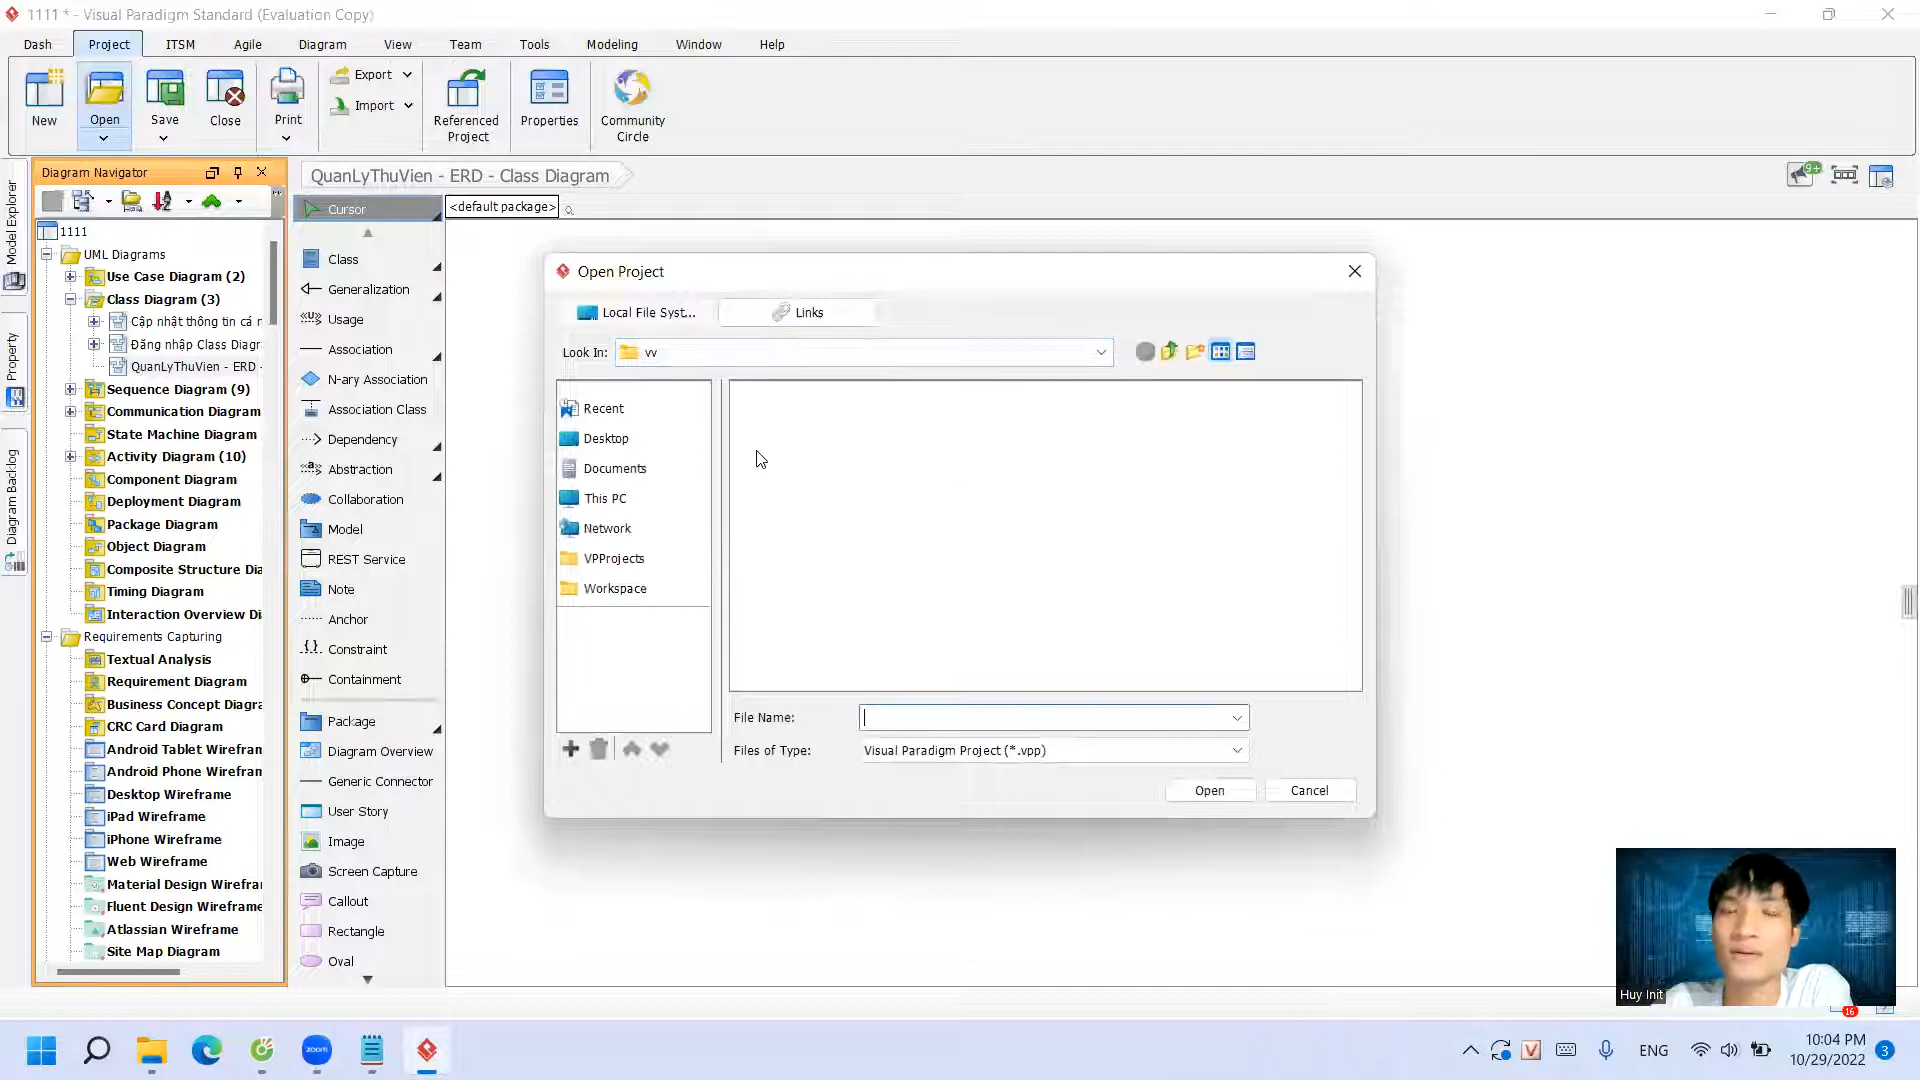 1111 * - Visual Paradigm Standard (Evaluation Copy)
Dash Project ITSM Agile Diagram View Team Tools Modeling Window Help
New Open Save Close Print Export Import Referenced Project Properties Community Circle
Diagram Navigator
QuanLyThuVien - ERD - Class Diagram
9+
Model Explorer
Property
Diagram Backlog
<default package>
1111
UML Diagrams
Use Case Diagram (2)
Class Diagram (3)
Cập nhật thông tin cá n
Đăng nhập Class Diagr
QuanLyThuVien - ERD -
Sequence Diagram (9)
Communication Diagram
State Machine Diagram
Activity Diagram (10)
Component Diagram
Deployment Diagram
Package Diagram
Object Diagram
Composite Structure Dia
Timing Diagram
Interaction Overview Di
Requirements Capturing
Textual Analysis
Requirement Diagram
Business Concept Diagra
CRC Card Diagram
Android Tablet Wirefran
Android Phone Wirefran
Desktop Wireframe
iPad Wireframe
iPhone Wireframe
Web Wireframe
Material Design Wirefrar
Fluent Design Wireframe
Atlassian Wireframe
Site Map Diagram
Cursor
Class
Generalization
Usage
Association
N-ary Association
Association Class
Dependency
Abstraction
Collaboration
Model
REST Service
Note
Anchor
Constraint
Containment
Package
Diagram Overview
Generic Connector
User Story
Image
Screen Capture
Callout
Rectangle
Oval
Open Project
Local File Syst... Links
Look In: vv
Recent
Desktop
Documents
This PC
Network
VPProjects
Workspace
File Name:
Files of Type: Visual Paradigm Project (*.vpp)
Open Cancel
Huy Init
16
zoom
ENG
10:04 PM
10/29/2022
3